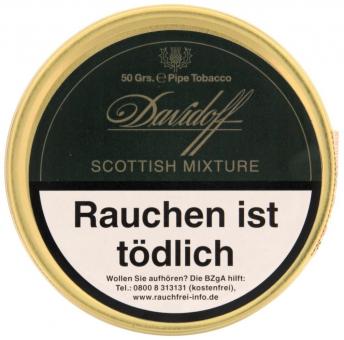 50 Grs. e Pipe Tobacco
Davidoff
SCOTTISH MIXTURE
Rauchen ist
tödlich
Wollen Sie aufhören? Die BZgA hilft:
Tel.: 0800 8 313131 (kostenfrei),
www.rauchfrei-info.de